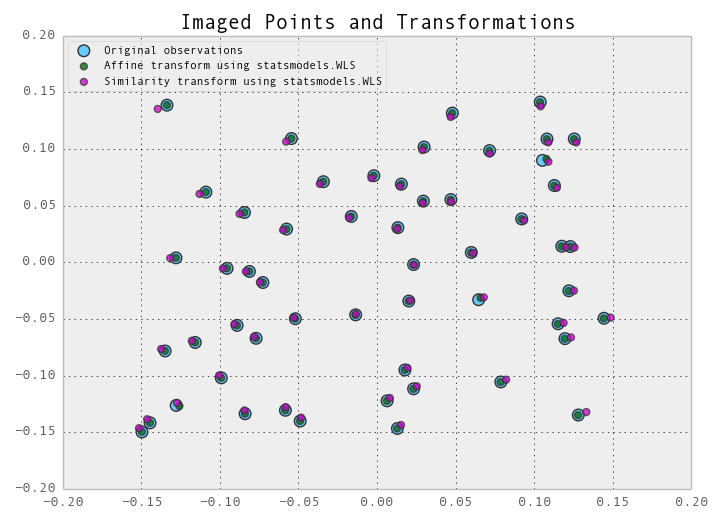 Imaged Points and Transformations
Original observations
Affine transform using statsmodels.WLS
Similarity transform using statsmodels.WLS
0.20
0.15
0.10
0.05
0.00
−0.05
−0.10
−0.15
−0.20
−0.20 −0.15 −0.10 −0.05 0.00 0.05 0.10 0.15 0.20